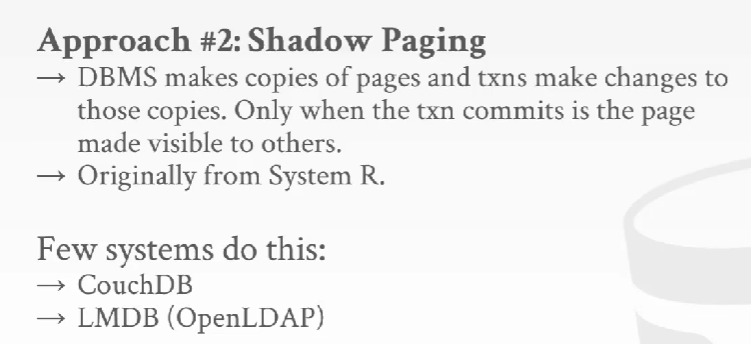 Approach #2: Shadow Paging
→ DBMS makes copies of pages and txns make changes to
those copies. Only when the txn commits is the page
made visible to others.
→ Originally from System R.
Few systems do this:
→ CouchDB
→ LMDB (OpenLDAP)